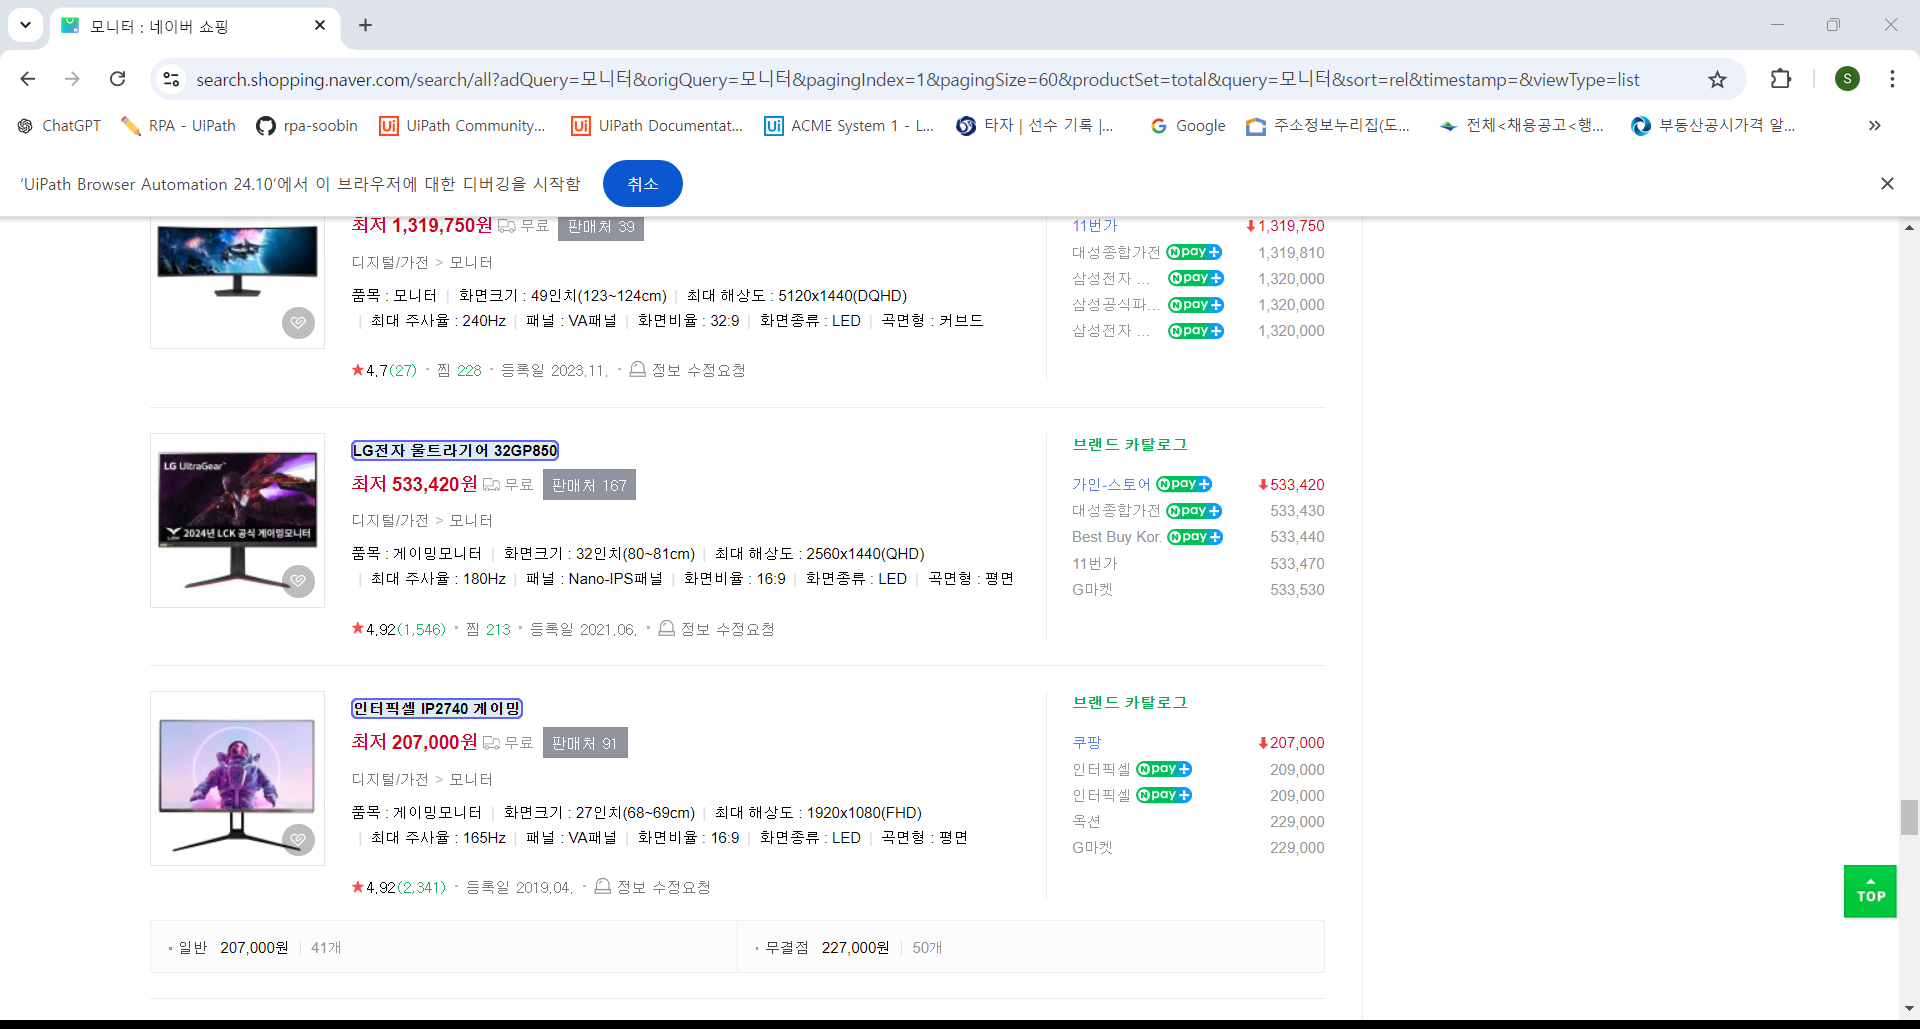 모니터 : 네이버 쇼핑
search.shopping.naver.com/search/all?adQuery=모니터&origQuery=모니터&pagingIndex=1&pagingSize=60&productSet=total&query=모니터&sort=rel&timestamp=&viewType=list
S
ChatGPT RPA - UiPath rpa-soobin UiPath Community... UiPath Documentat... ACME System 1 - L... 타자 | 선수 기록 |... Google 주소정보누리집(도... 전체<채용공고<행... 부동산공시가격 알...
'UiPath Browser Automation 24.10'에서 이 브라우저에 대한 디버깅을 시작함 취소
최저 1,319,750원 무료 판매처 39
디지털/가전 > 모니터
품목 : 모니터 | 화면크기 : 49인치(123~124cm) | 최대 해상도 : 5120x1440(DQHD)
| 최대 주사율 : 240Hz | 패널 : VA패널 | 화면비율 : 32:9 | 화면종류 : LED | 곡면형 : 커브드
★4.7(27) · 찜 228 · 등록일 2023.11. · 정보 수정요청
11번가 1,319,750
대성종합가전 N pay+ 1,319,810
삼성전자 ... N pay+ 1,320,000
삼성공식파... N pay+ 1,320,000
삼성전자 ... N pay+ 1,320,000
LG UltraGear™
2024년 LCK 공식 게이밍모니터
LG전자 울트라기어 32GP850
최저 533,420원 무료 판매처 167
디지털/가전 > 모니터
품목 : 게이밍모니터 | 화면크기 : 32인치(80~81cm) | 최대 해상도 : 2560x1440(QHD)
| 최대 주사율 : 180Hz | 패널 : Nano-IPS패널 | 화면비율 : 16:9 | 화면종류 : LED | 곡면형 : 평면
★4.92(1,546) · 찜 213 · 등록일 2021.06. · 정보 수정요청
브랜드 카탈로그
가인-스토어 N pay+ 533,420
대성종합가전 N pay+ 533,430
Best Buy Kor. N pay+ 533,440
11번가 533,470
G마켓 533,530
인터픽셀 IP2740 게이밍
최저 207,000원 무료 판매처 91
디지털/가전 > 모니터
품목 : 게이밍모니터 | 화면크기 : 27인치(68~69cm) | 최대 해상도 : 1920x1080(FHD)
| 최대 주사율 : 165Hz | 패널 : VA패널 | 화면비율 : 16:9 | 화면종류 : LED | 곡면형 : 평면
★4.92(2,341) · 등록일 2019.04. · 정보 수정요청
브랜드 카탈로그
쿠팡 207,000
인터픽셀 N pay+ 209,000
인터픽셀 N pay+ 209,000
옥션 229,000
G마켓 229,000
· 일반 207,000원 | 41개 · 무결점 227,000원 | 50개
TOP